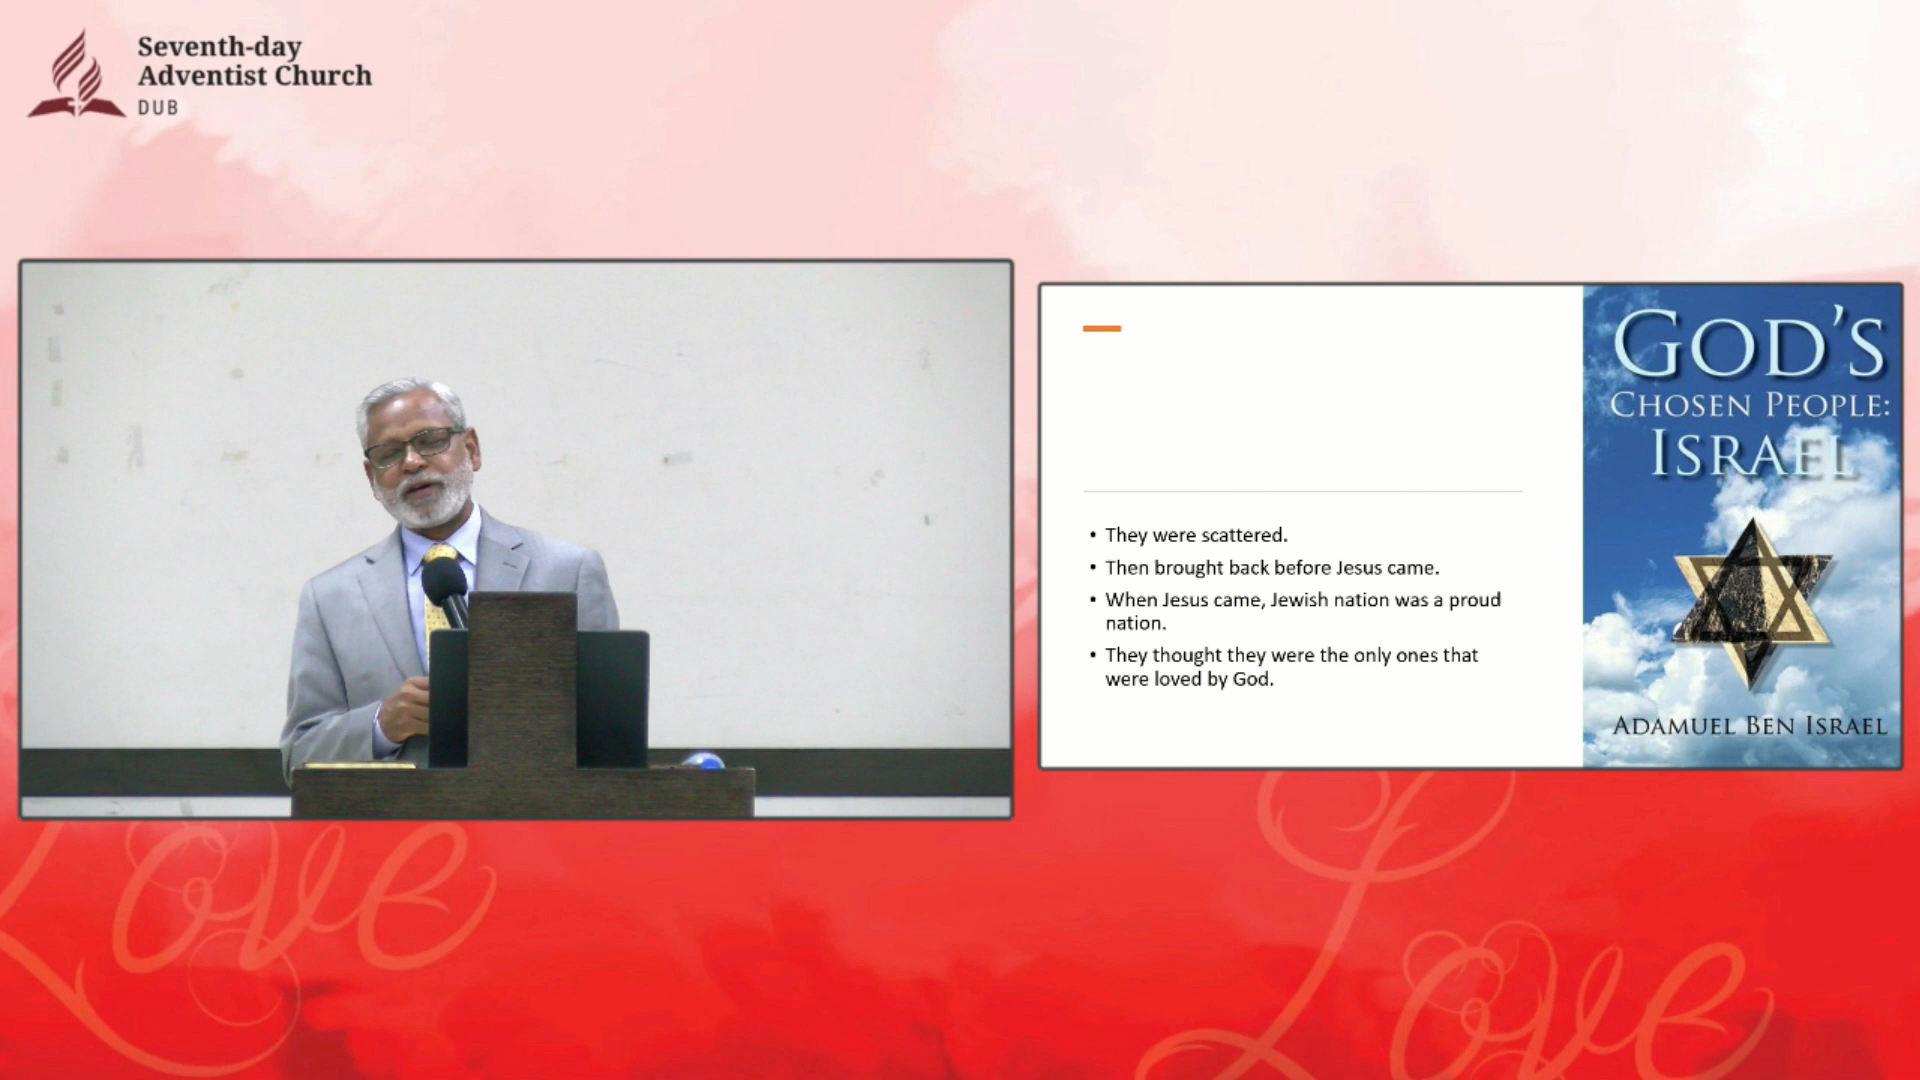 Seventh-day
Adventist Church
DUB
• They were scattered.
• Then brought back before Jesus came.
• When Jesus came, Jewish nation was a proud
nation.
• They thought they were the only ones that
were loved by God.
GOD'S
CHOSEN PEOPLE:
ISRAEL
ADAMUEL BEN ISRAEL
Love
Love